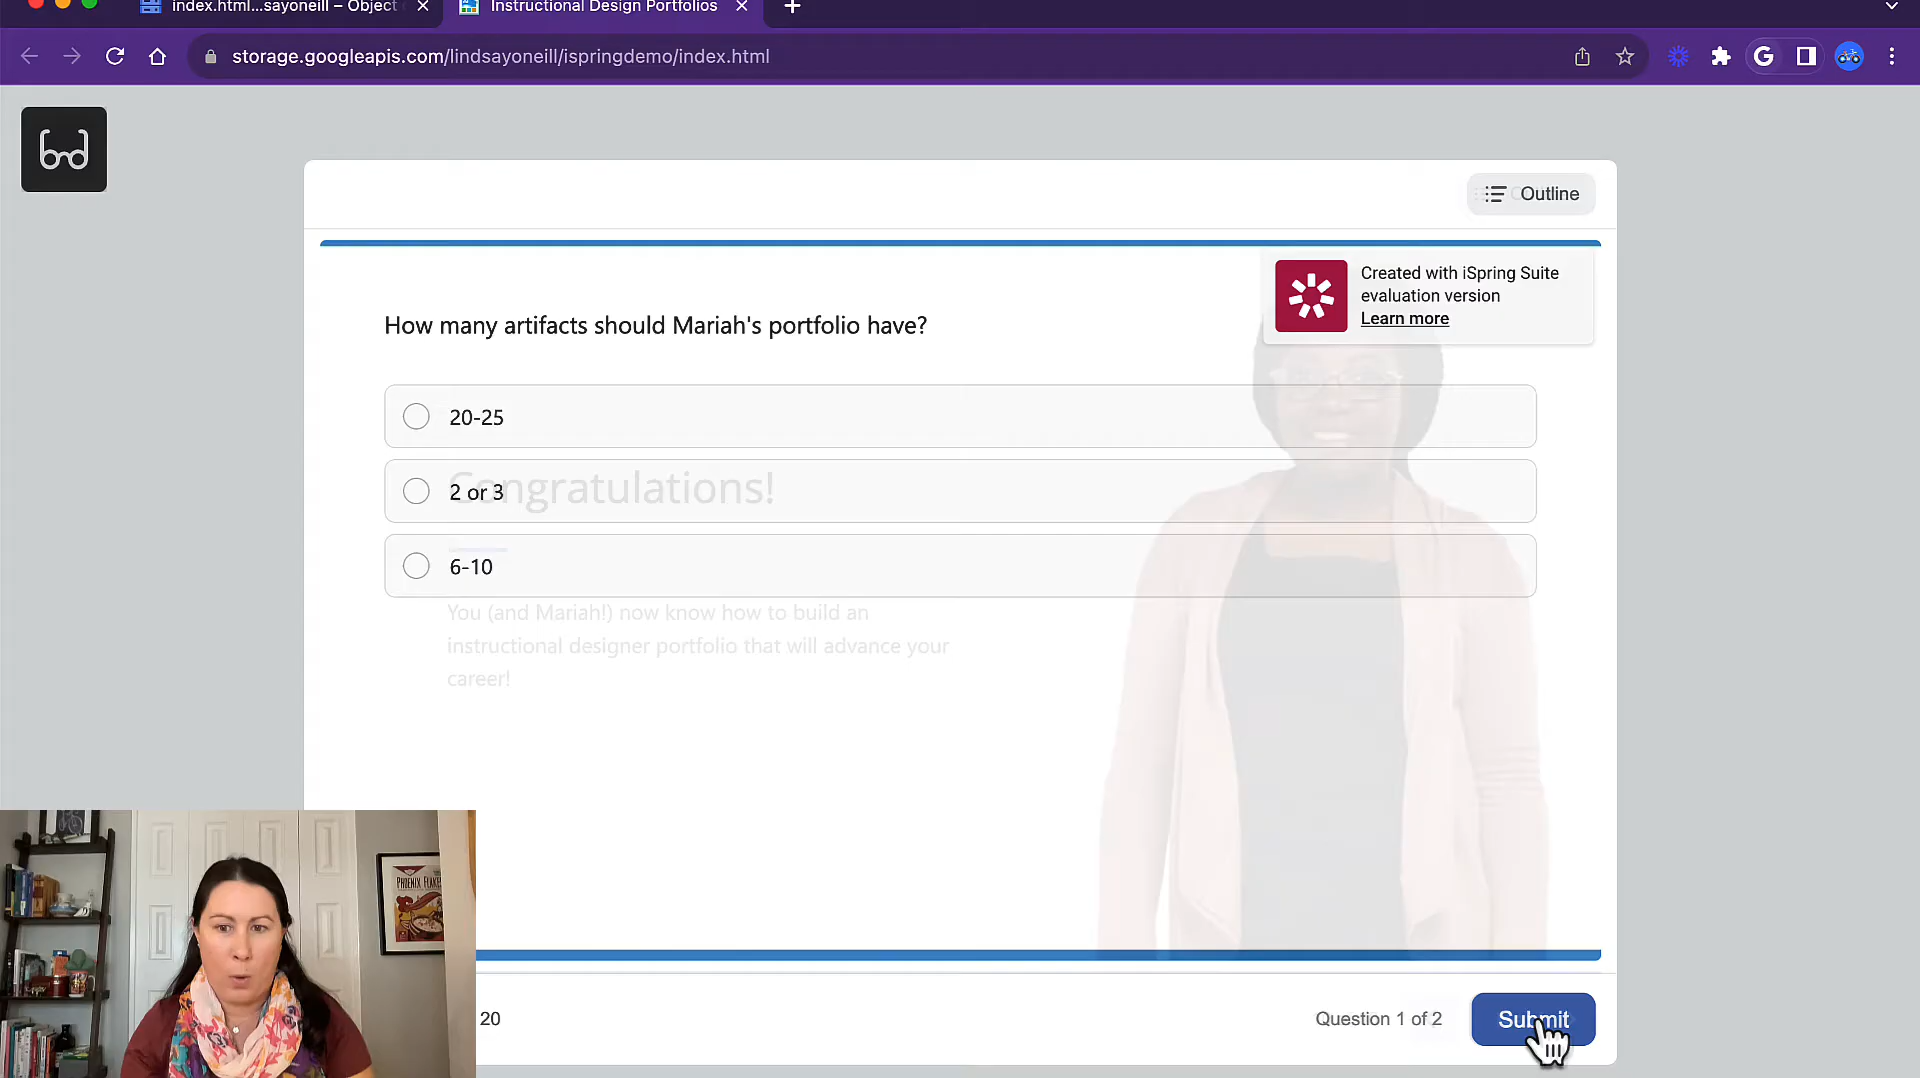 index.html...sayoneill – Object
Instructional Design Portfolios
storage.googleapis.com/lindsayoneill/ispringdemo/index.html
Outline
Created with iSpring Suite
evaluation version
Learn more
How many artifacts should Mariah's portfolio have?
20-25
Congratulations!
2 or 3
6-10
You (and Mariah!) now know how to build an
instructional designer portfolio that will advance your
career!
PHOENIX FLAKES
20
Question 1 of 2
Submit